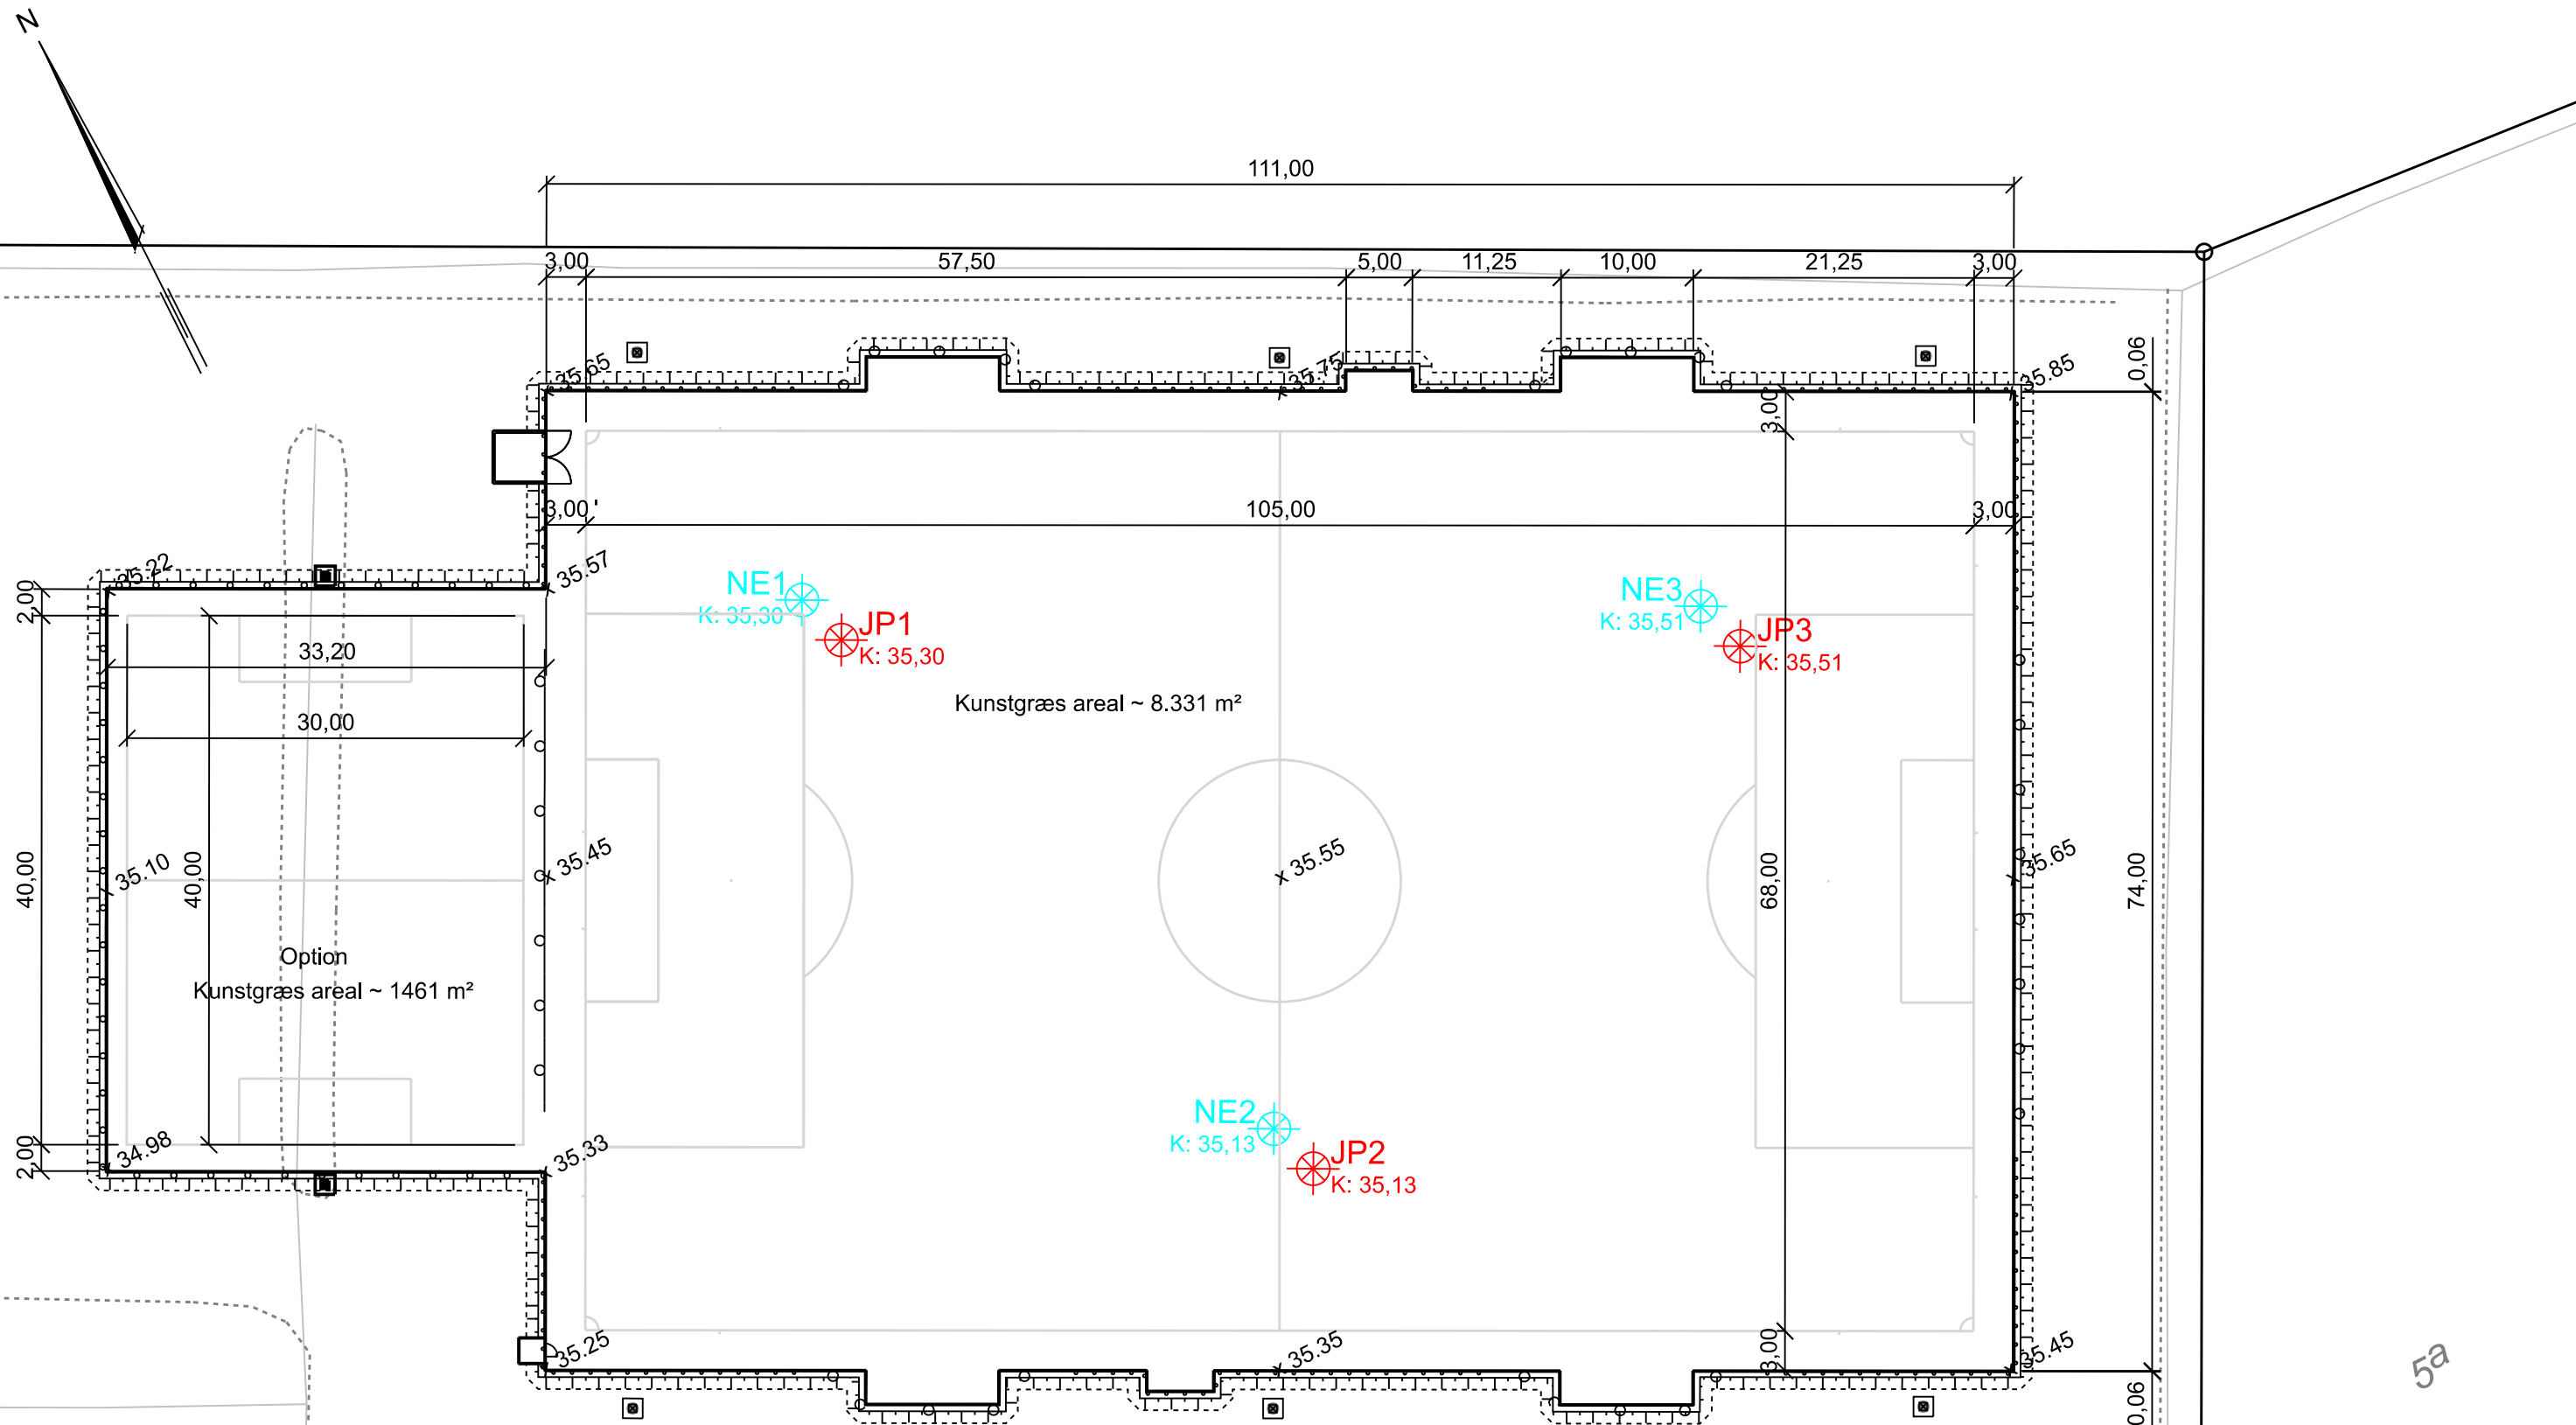 N
111,00
3,00
57,50
5,00
11,25
10,00
21,25
3,00
35.65
35.75
35.85
0,06
3,00
3,00
105,00
3,00
35.22
35.57
2,00
NE1
K: 35,30
JP1
K: 35,30
NE3
K: 35,51
JP3
K: 35,51
33,20
Kunstgræs areal ~ 8.331 m²
30,00
35.10
35.45
x 35.55
35.65
40,00
40,00
68,00
74,00
Option
Kunstgræs areal ~ 1461 m²
NE2
K: 35,13
JP2
K: 35,13
34.98
35.33
2,00
35.25
35.35
3,00
35.45
0,06
5a